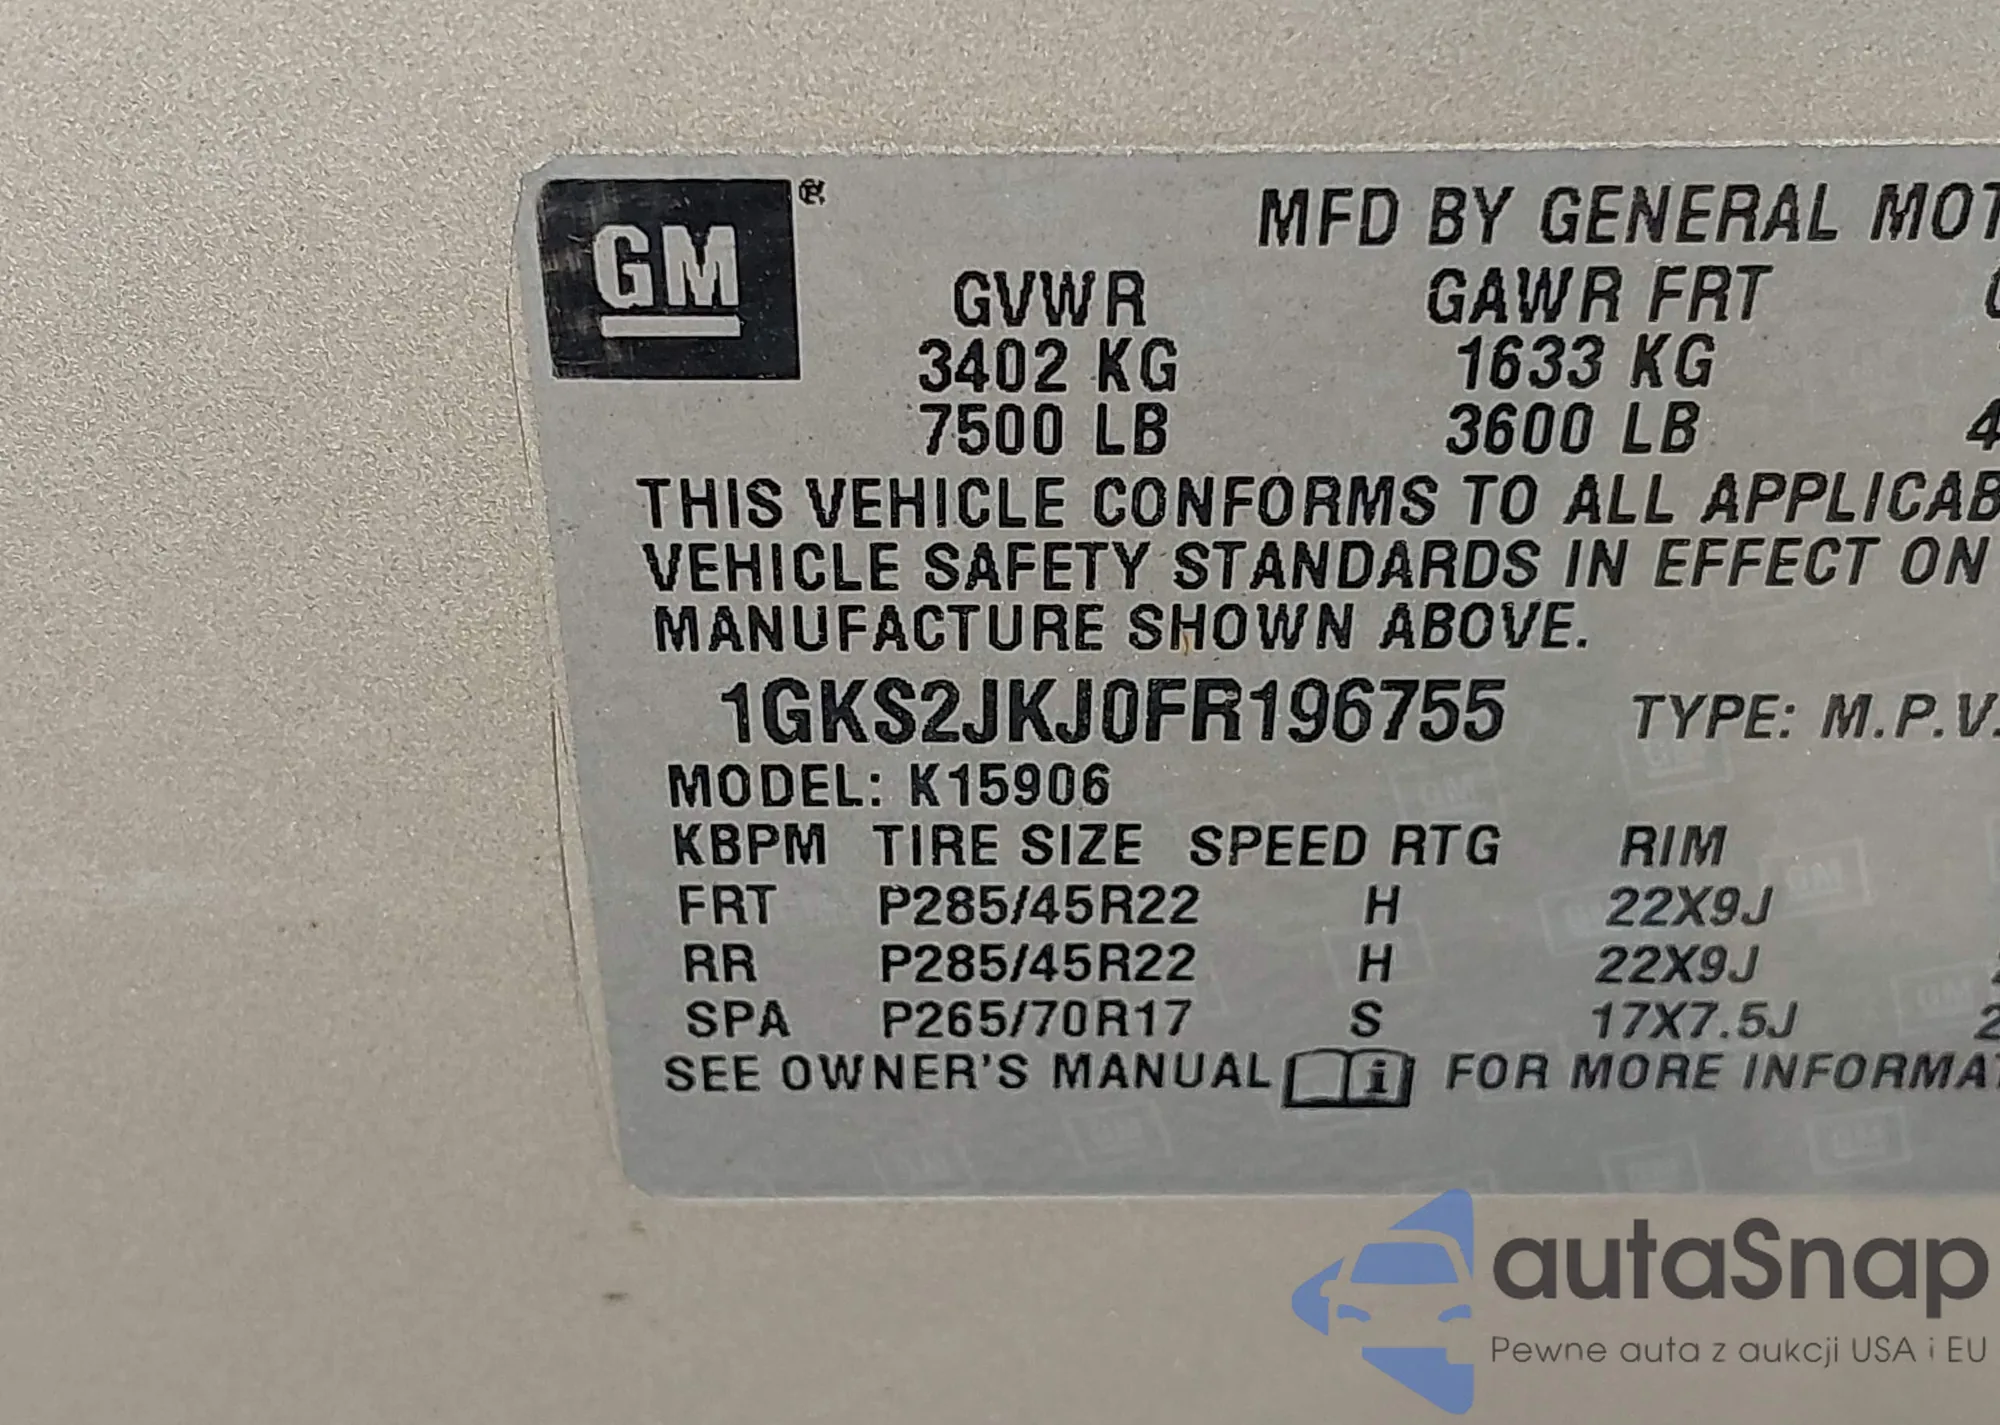 GM®
MFD BY GENERAL MOT
GVWR GAWR FRT
3402 KG 1633 KG
7500 LB 3600 LB 4
THIS VEHICLE CONFORMS TO ALL APPLICAB
VEHICLE SAFETY STANDARDS IN EFFECT ON
MANUFACTURE SHOWN ABOVE.
1GKS2JKJ0FR196755 TYPE: M.P.V.
MODEL: K15906
KBPM TIRE SIZE SPEED RTG RIM
FRT P285/45R22 H 22X9J
RR P285/45R22 H 22X9J
SPA P265/70R17 S 17X7.5J 2
SEE OWNER'S MANUAL i FOR MORE INFORMAT
autaSnap
Pewne auta z aukcji USA i EU